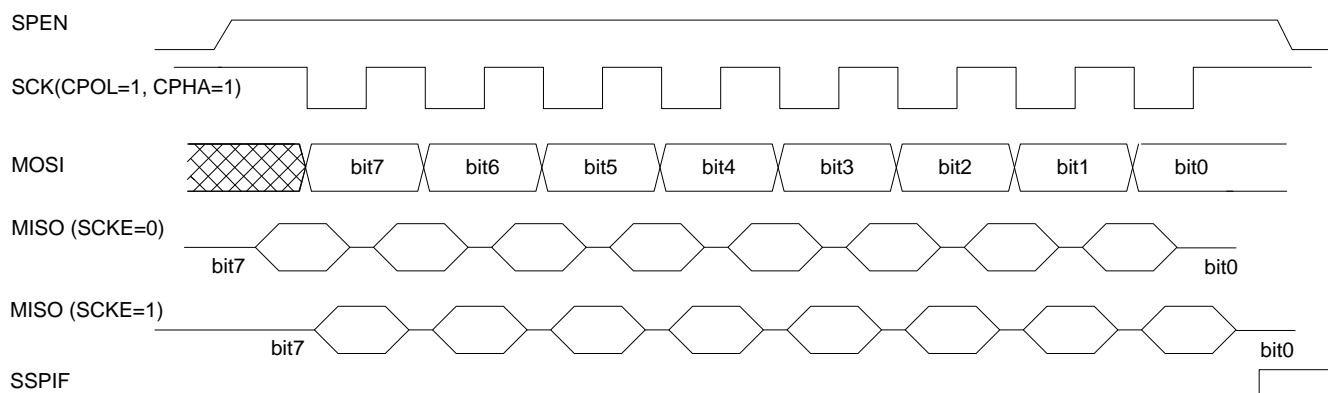 SPEN
SCK(CPOL=1, CPHA=1)
MOSI
bit7 bit6 bit5 bit4 bit3 bit2 bit1 bit0
MISO (SCKE=0)
bit7 bit0
MISO (SCKE=1)
bit7 bit0
SSPIF